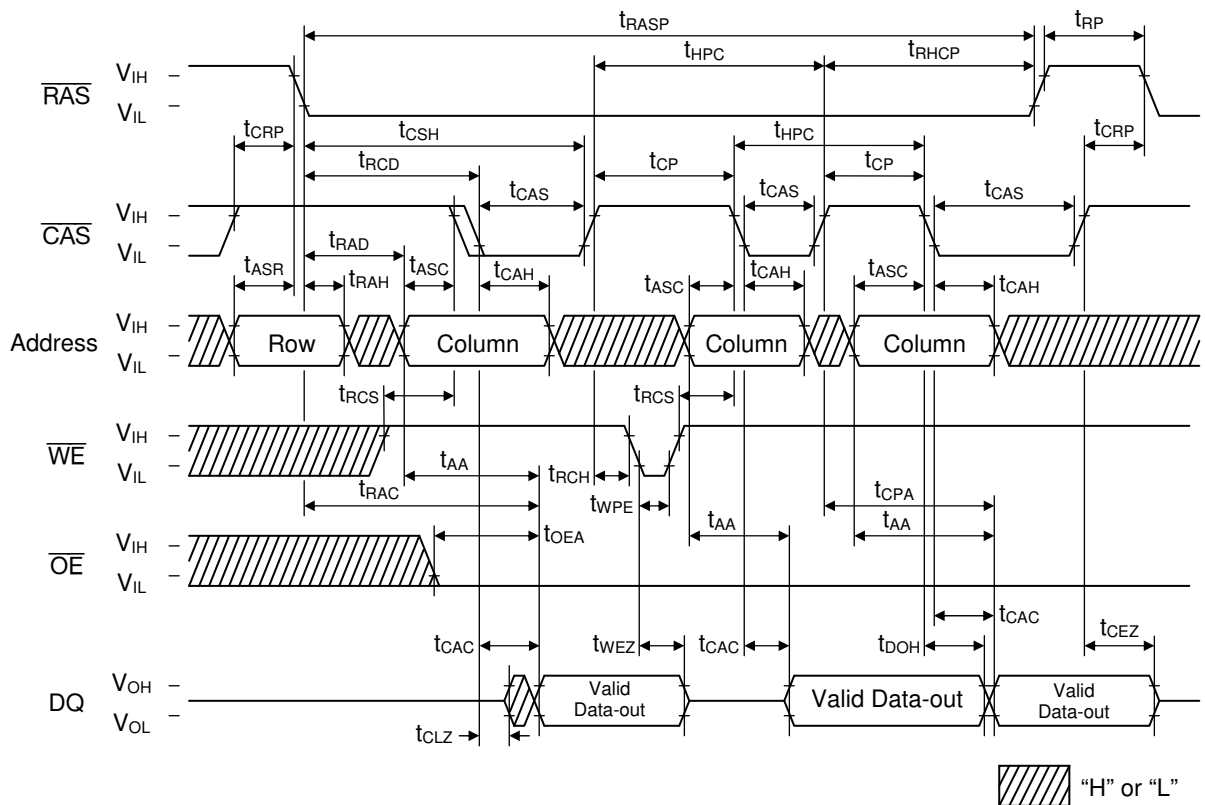 tRASP tRP
tHPC tRHCP
RAS VIH
VIL
tCRP tCSH tHPC tCRP
tRCD tCP tCP
tCAS tCAS tCAS
CAS VIH
VIL
tRAD
tASR tRAH tASC tCAH tASC tCAH tASC tCAH
Address VIH
VIL
Row Column Column Column
tRCS tRCS
WE VIH
VIL
tAA tRCH tCPA
tRAC tWPE
tAA tAA
OE VIH
VIL
tOEA
tCAC tWEZ tCAC tDOH tCAC tCEZ
DQ VOH
VOL
Valid Data-out Valid Data-out Valid Data-out
tCLZ
“H” or “L”